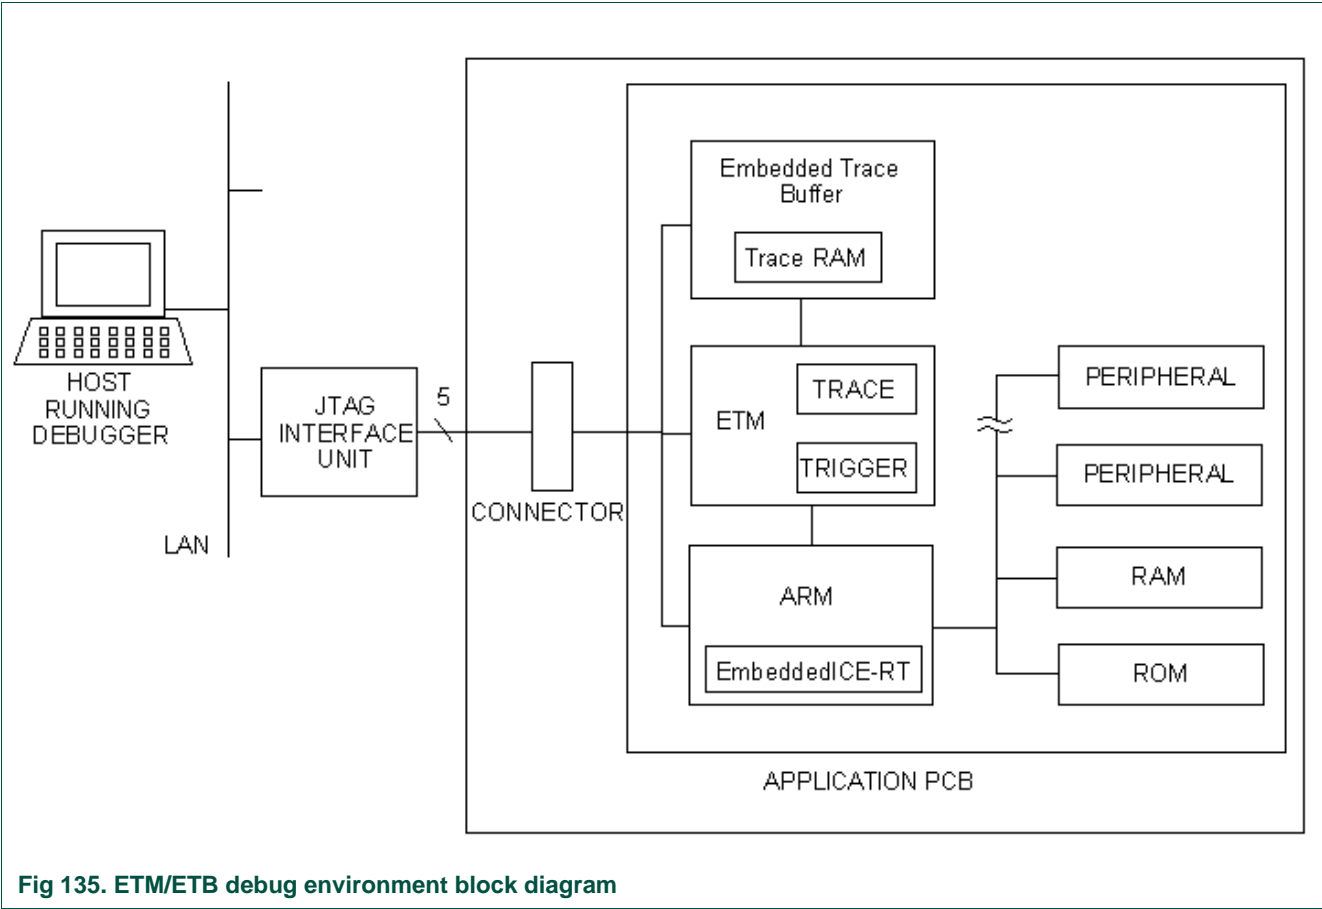 Embedded Trace
Buffer
Trace RAM
HOST
RUNNING
DEBUGGER
LAN
JTAG
INTERFACE
UNIT
5
CONNECTOR
ETM
TRACE
TRIGGER
ARM
EmbeddedICE-RT
PERIPHERAL
PERIPHERAL
RAM
ROM
APPLICATION PCB
Fig 135. ETM/ETB debug environment block diagram